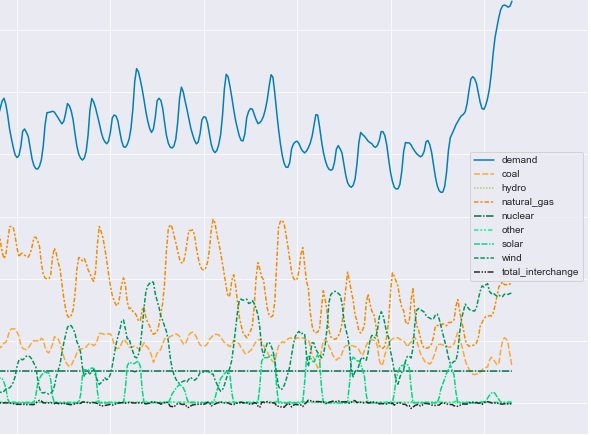 demand
coal
hydro
natural_gas
nuclear
other
solar
wind
total_interchange